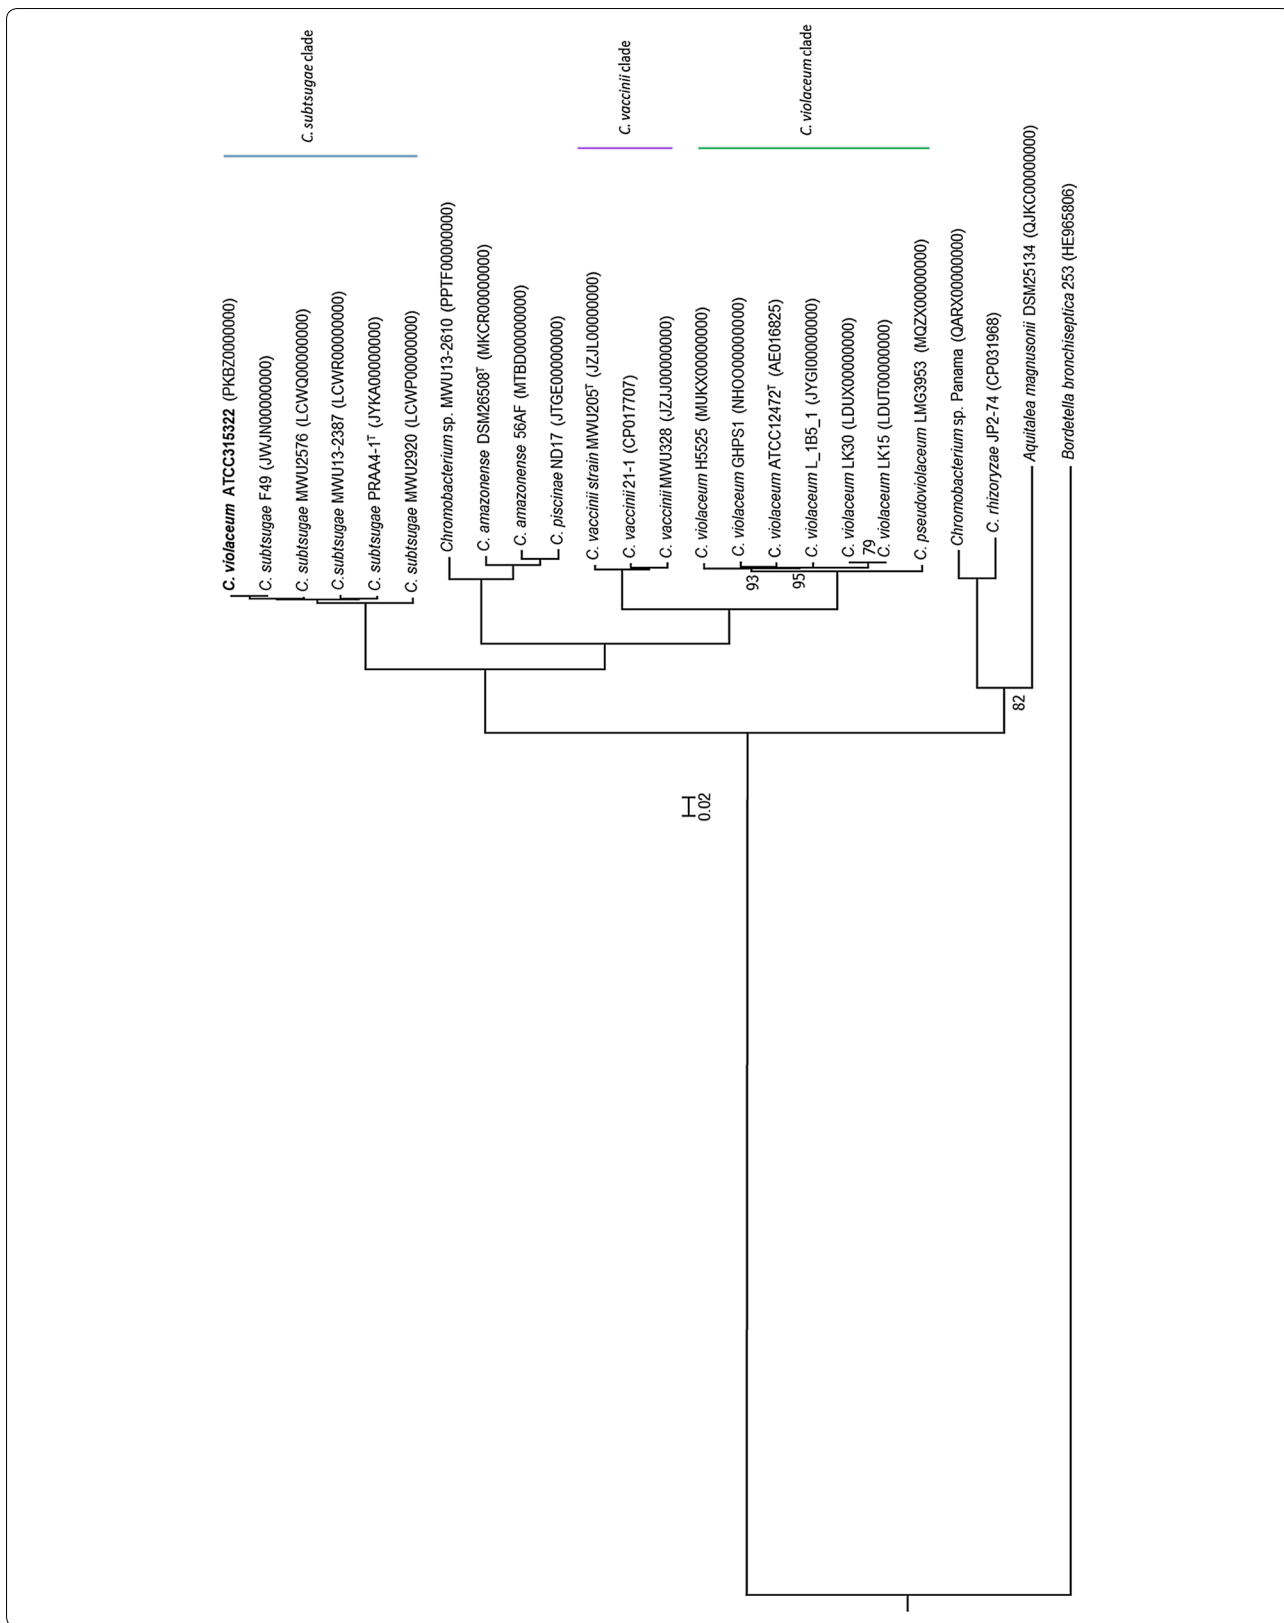 C. subtsugae clade
C. vaccinii clade
C. violaceum clade
C. violaceum ATCC315322 (PKBZ00000000)
C. subtsugae F49 (JWJN00000000)
C. subtsugae MWU2576 (LCWQ00000000)
C.subtsugae MWU13-2387 (LCWR00000000)
C. subtsugae PRAA4-1ᵀ (JYKA00000000)
C. subtsugae MWU2920 (LCWP00000000)
Chromobacterium sp. MWU13-2610 (PPTF00000000)
C. amazonense DSM26508ᵀ (MKCR00000000)
C. amazonense 56AF (MTBD00000000)
C. piscinae ND17 (JTGE00000000)
C. vaccinii strain MWU205ᵀ (JZJL00000000)
C. vaccinii 21-1 (CP017707)
C. vaccinii MWU328 (JZJJ00000000)
C. violaceum H5525 (MUKX00000000)
C. violaceum GHPS1 (NHOO00000000)
C. violaceum ATCC12472ᵀ (AE016825)
C. violaceum L_1B5_1 (JYGI00000000)
C. violaceum LK30 (LDUX00000000)
C. violaceum LK15 (LDUT00000000)
C. pseudoviolaceum LMG3953 (MQZX00000000)
Chromobacterium sp. Panama (QARX00000000)
C. rhizoryzae JP2-74 (CP031968)
Aquitalea magnusonii DSM25134 (QJKC00000000)
Bordetella bronchiseptica 253 (HE965806)
93
95
79
82
0.02